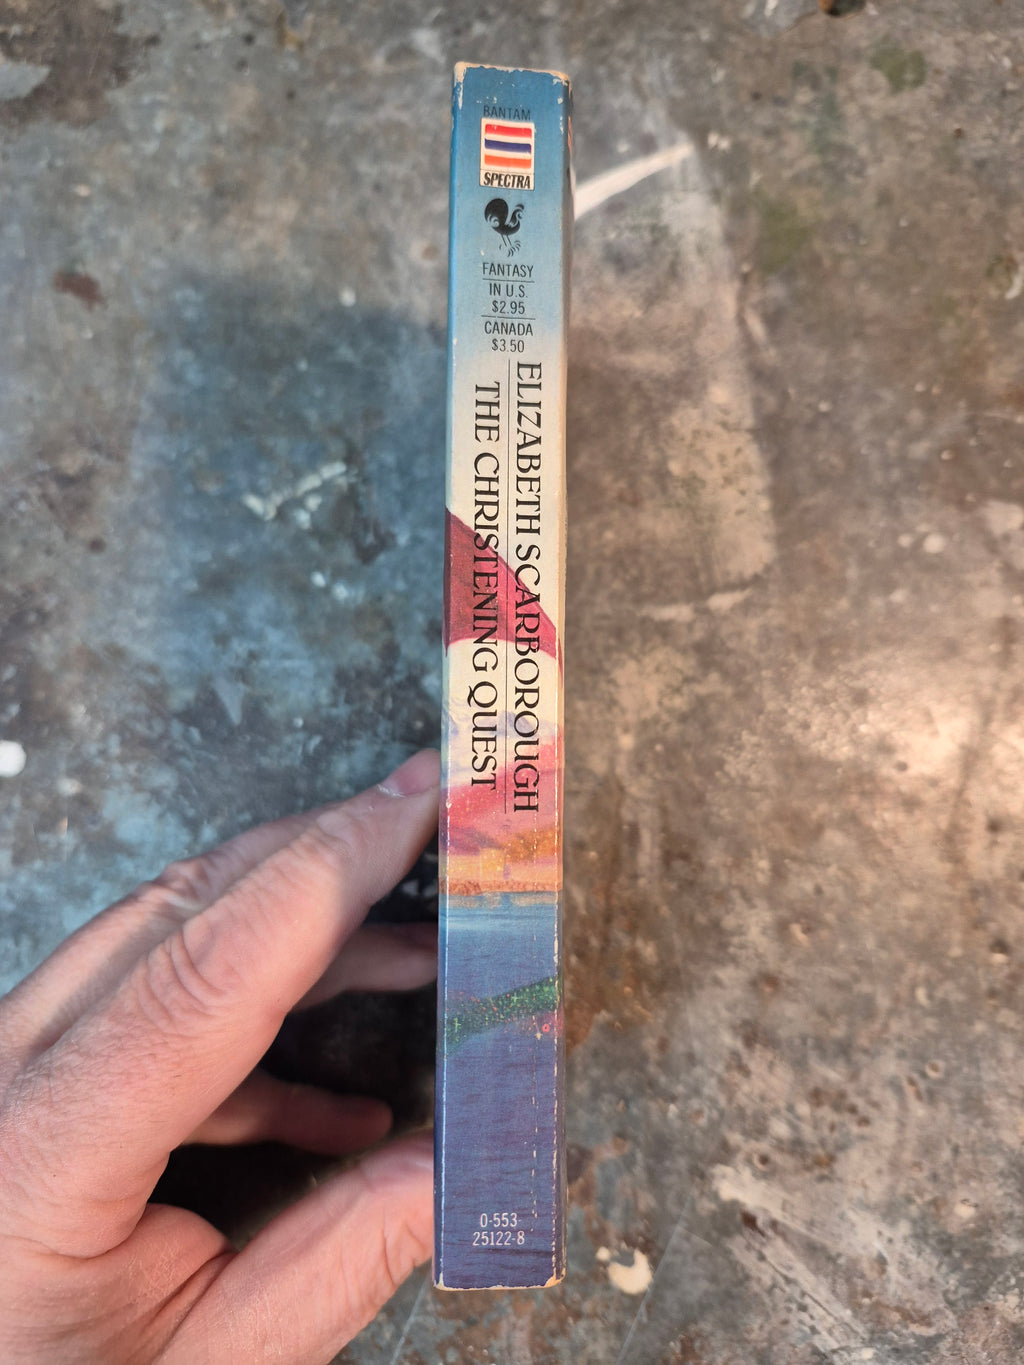 BANTAM
SPECTRA
FANTASY
IN U.S.
$2.95
CANADA
$3.50
ELIZABETH SCARBOROUGH
THE CHRISTENING QUEST
0-553-
25122-8